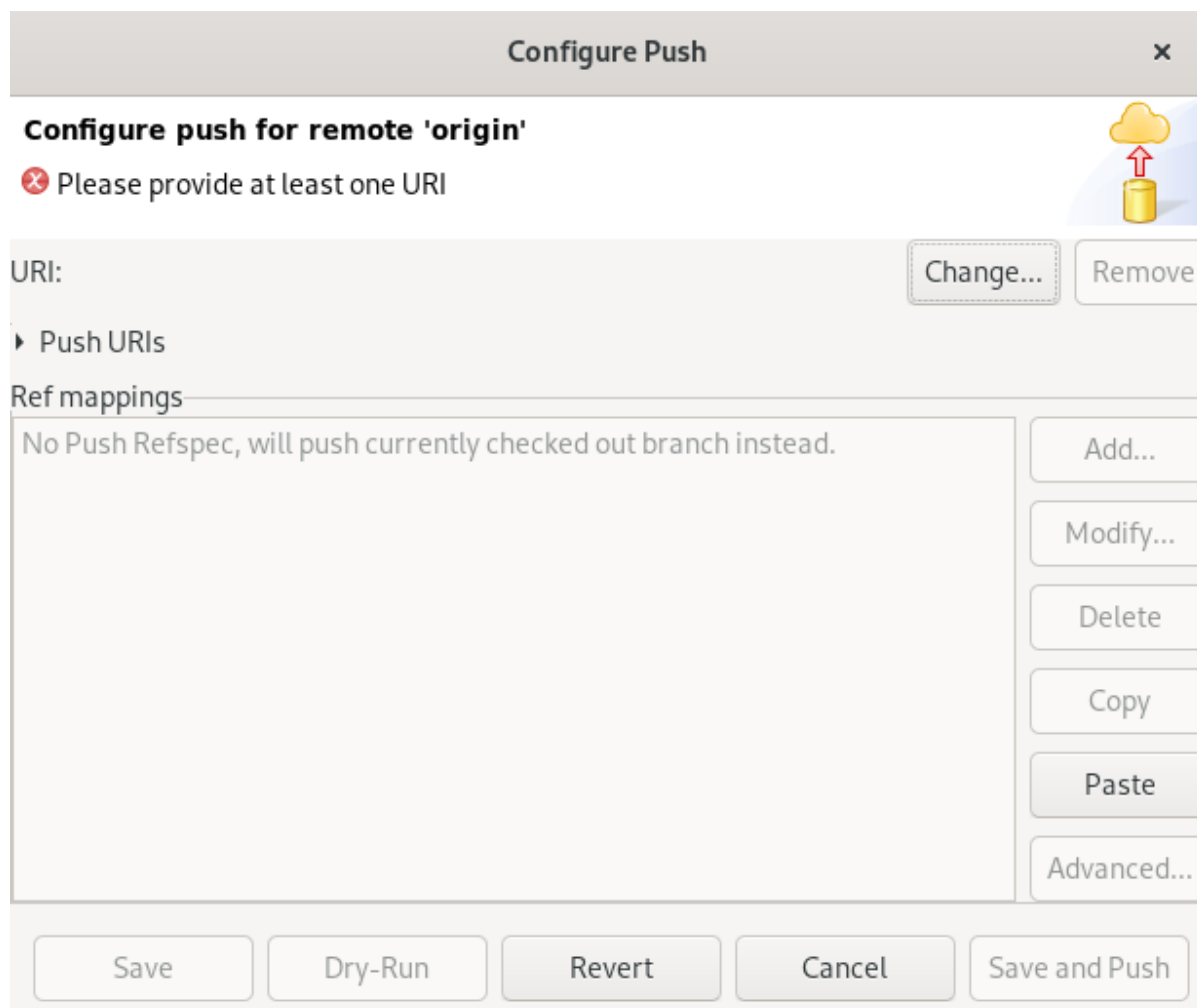 Configure Push
Configure push for remote 'origin'
Please provide at least one URI
URI:
Change...
Remove
Push URIs
Ref mappings
No Push Refspec, will push currently checked out branch instead.
Add...
Modify...
Delete
Copy
Paste
Advanced...
Save
Dry-Run
Revert
Cancel
Save and Push